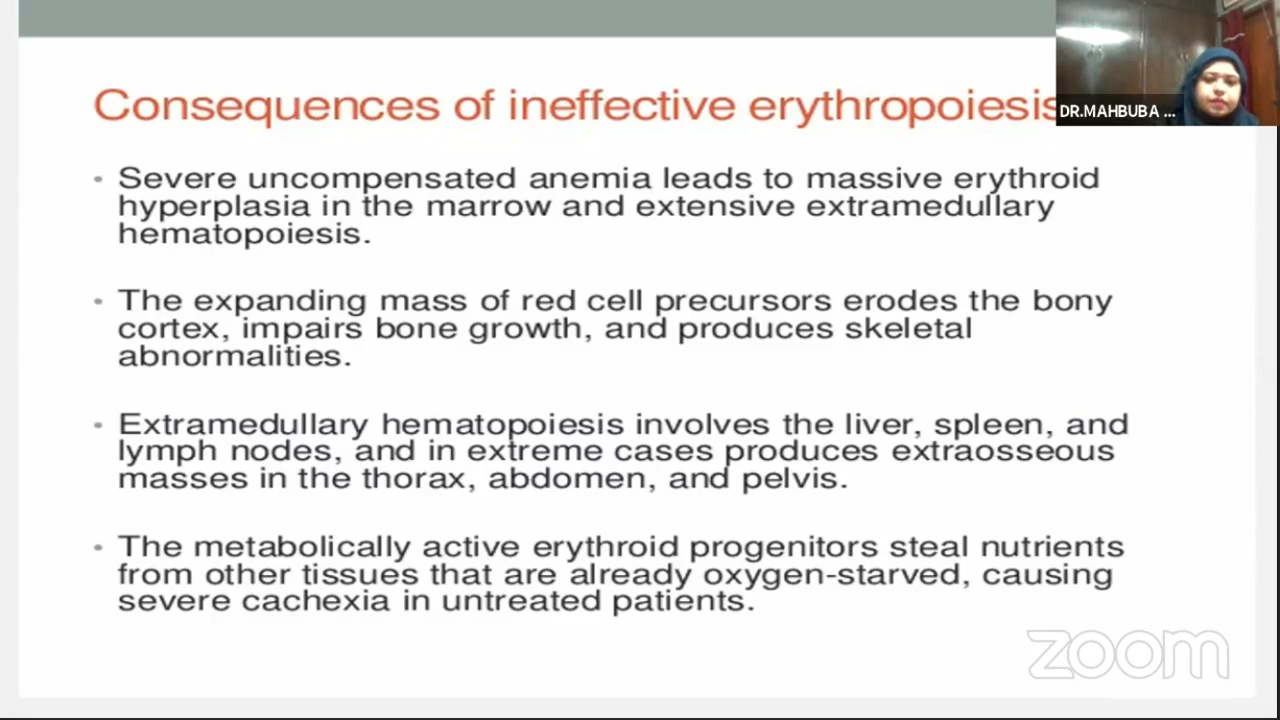 Consequences of ineffective erythropoiesis
DR.MAHBUBA ...
• Severe uncompensated anemia leads to massive erythroid
hyperplasia in the marrow and extensive extramedullary
hematopoiesis.
• The expanding mass of red cell precursors erodes the bony
cortex, impairs bone growth, and produces skeletal
abnormalities.
• Extramedullary hematopoiesis involves the liver, spleen, and
lymph nodes, and in extreme cases produces extraosseous
masses in the thorax, abdomen, and pelvis.
• The metabolically active erythroid progenitors steal nutrients
from other tissues that are already oxygen-starved, causing
severe cachexia in untreated patients.
zoom